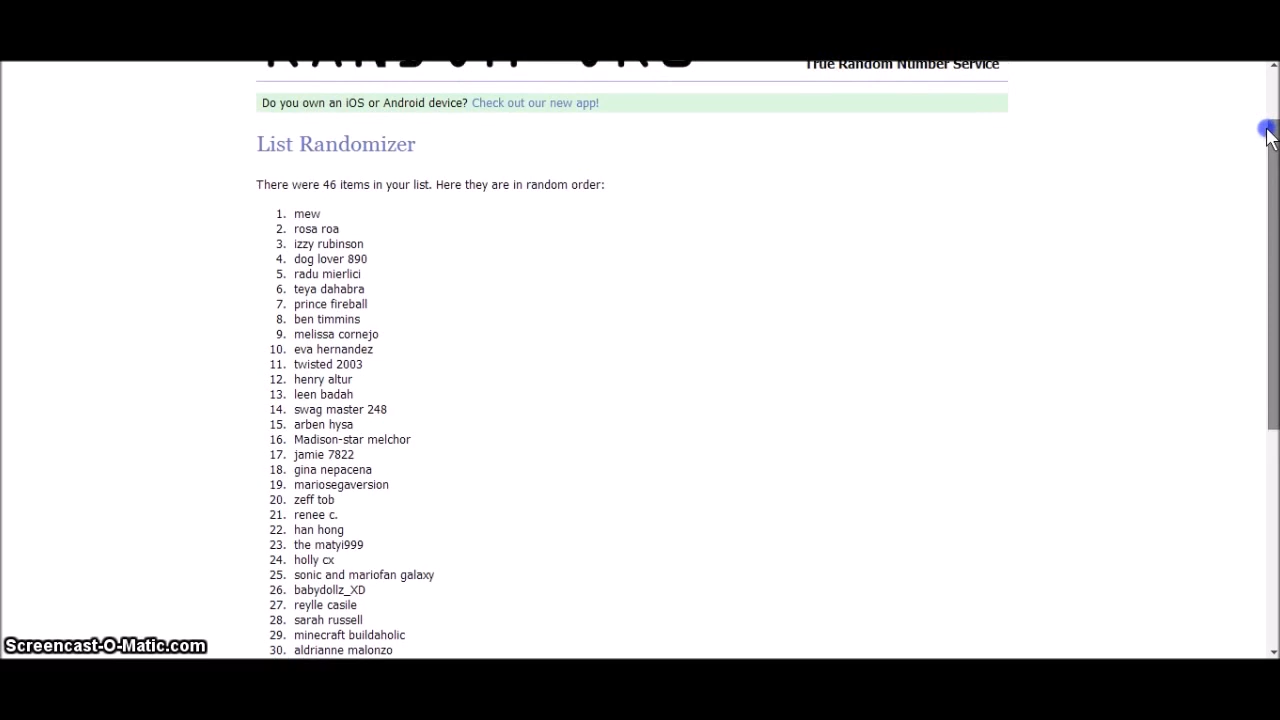 RANDOM.ORG
True Random Number Service
Do you own an iOS or Android device? Check out our new app!
List Randomizer
There were 46 items in your list. Here they are in random order:
1. mew
2. rosa roa
3. izzy rubinson
4. dog lover 890
5. radu mierlici
6. teya dahabra
7. prince fireball
8. ben timmins
9. melissa cornejo
10. eva hernandez
11. twisted 2003
12. henry altur
13. leen badah
14. swag master 248
15. arben hysa
16. Madison-star melchor
17. jamie 7822
18. gina nepacena
19. mariosegaversion
20. zeff tob
21. renee c.
22. han hong
23. the matyi999
24. holly cx
25. sonic and mariofan galaxy
26. babydollz_XD
27. reylle casile
28. sarah russell
29. minecraft buildaholic
30. aldrianne malonzo
Screencast-O-Matic.com